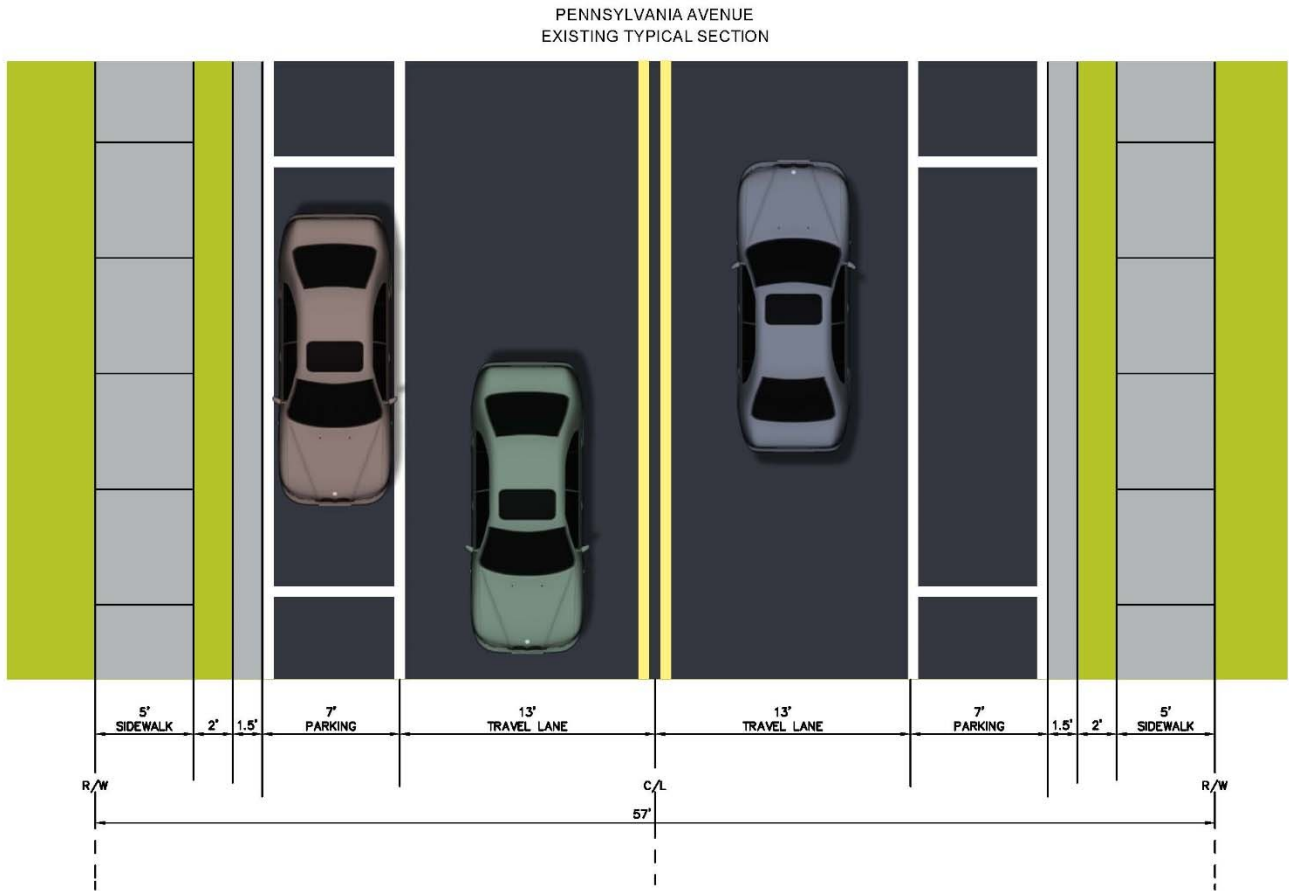 PENNSYLVANIA AVENUE
EXISTING TYPICAL SECTION
5' 7' 13' 13' 7' 5'
SIDEWALK 2' 1.5' PARKING TRAVEL LANE TRAVEL LANE PARKING 1.5' 2' SIDEWALK
R/W C/L R/W
57'